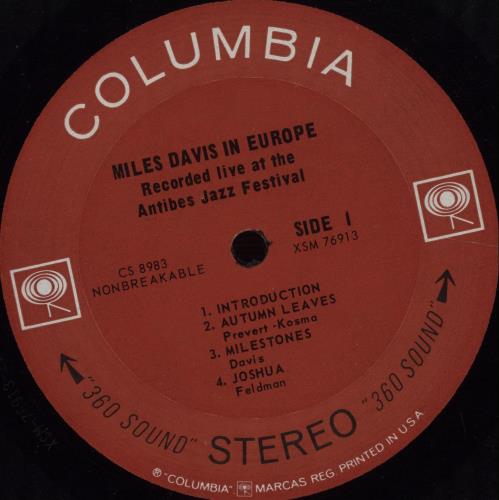 COLUMBIA
MILES DAVIS IN EUROPE
Recorded live at the
Antibes Jazz Festival
SIDE 1
XSM 76913
CS 8983
NONBREAKABLE
1. INTRODUCTION
2. AUTUMN LEAVES
Prevert -Kosma
3. MILESTONES
Davis
4. JOSHUA
Feldman
"360 SOUND" STEREO "360 SOUND"
℗ "COLUMBIA" MARCAS REG. PRINTED IN U.S.A.